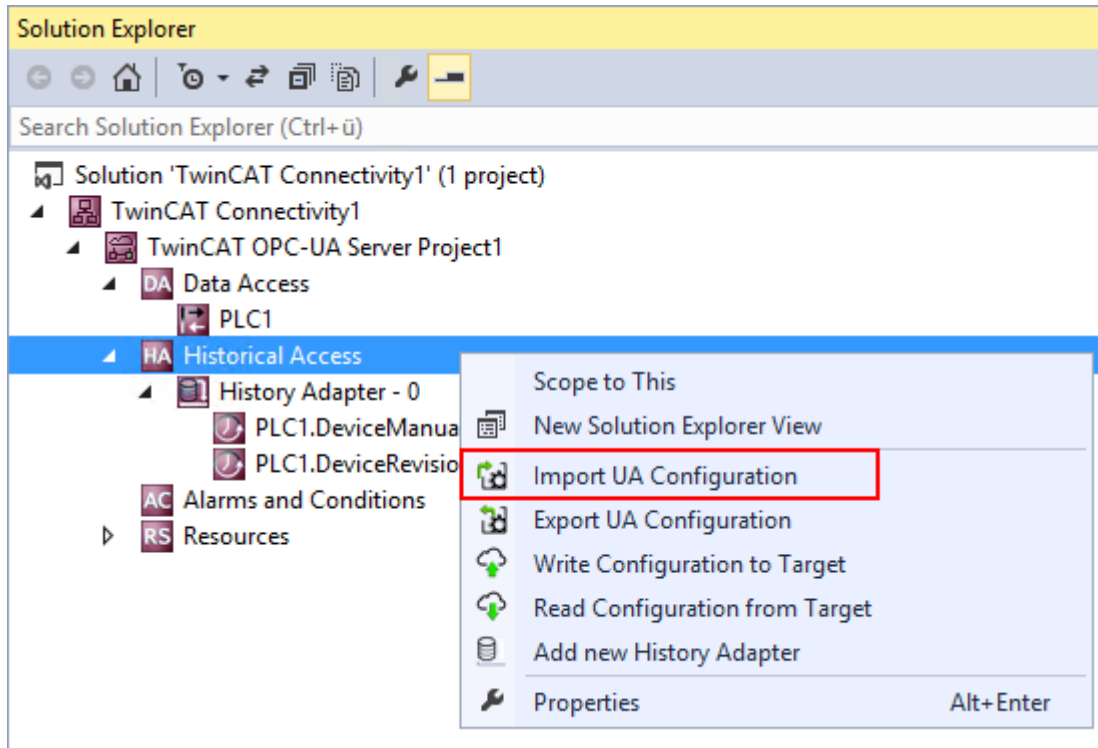 Solution Explorer
Search Solution Explorer (Ctrl+ü)
Solution 'TwinCAT Connectivity1' (1 project)
TwinCAT Connectivity1
TwinCAT OPC-UA Server Project1
DA Data Access
PLC1
HA Historical Access
History Adapter - 0
PLC1.DeviceManua
PLC1.DeviceRevisio
AC Alarms and Conditions
RS Resources
Scope to This
New Solution Explorer View
Import UA Configuration
Export UA Configuration
Write Configuration to Target
Read Configuration from Target
Add new History Adapter
Properties Alt+Enter